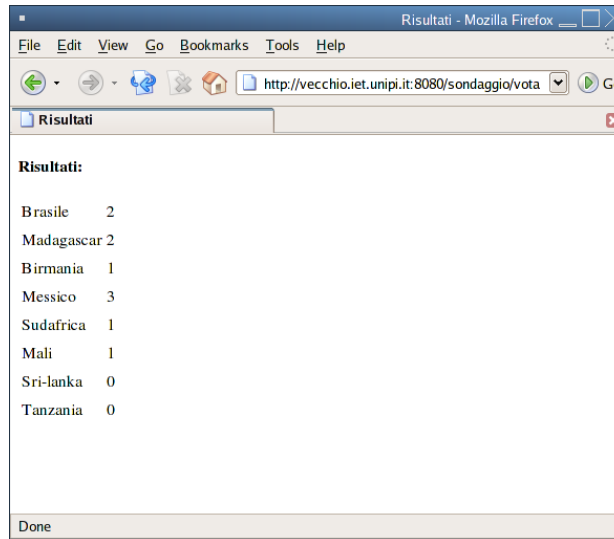 Risultati - Mozilla Firefox
File Edit View Go Bookmarks Tools Help
http://vecchio.iet.unipi.it:8080/sondaggio/vota G
Risultati
Risultati:
Brasile 2
Madagascar 2
Birmania 1
Messico 3
Sudafrica 1
Mali 1
Sri-lanka 0
Tanzania 0
Done